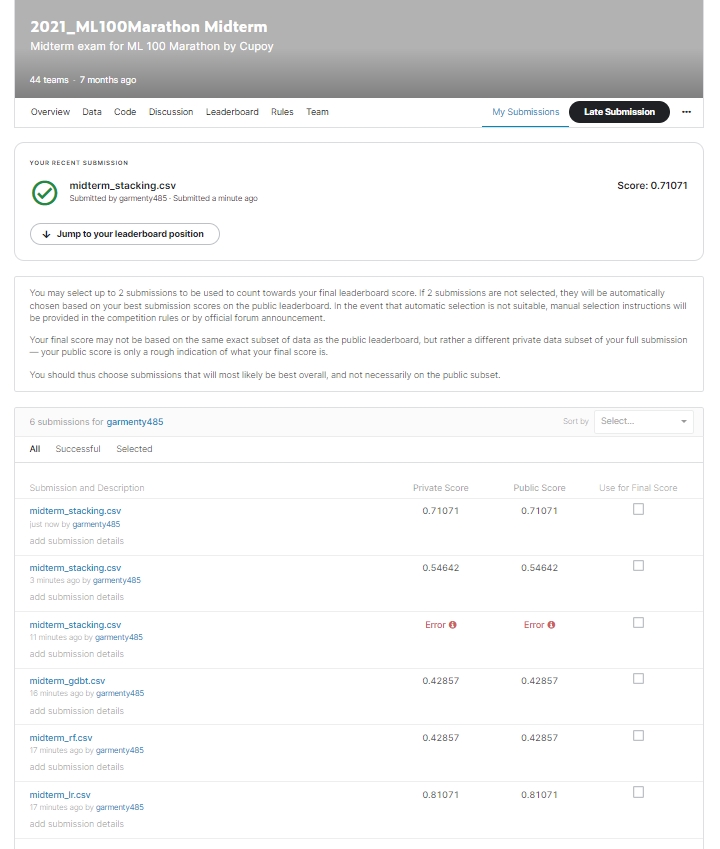 2021_ML100Marathon Midterm
Midterm exam for ML 100 Marathon by Cupoy
44 teams · 7 months ago
Overview Data Code Discussion Leaderboard Rules Team My Submissions Late Submission •••
YOUR RECENT SUBMISSION
midterm_stacking.csv Score: 0.71071
Submitted by garmenty485 · Submitted a minute ago
Jump to your leaderboard position
You may select up to 2 submissions to be used to count towards your final leaderboard score. If 2 submissions are not selected, they will be automatically
chosen based on your best submission scores on the public leaderboard. In the event that automatic selection is not suitable, manual selection instructions will
be provided in the competition rules or by official forum announcement.
Your final score may not be based on the same exact subset of data as the public leaderboard, but rather a different private data subset of your full submission
— your public score is only a rough indication of what your final score is.
You should thus choose submissions that will most likely be best overall, and not necessarily on the public subset.
6 submissions for garmenty485 Sort by Select...
All Successful Selected
Submission and Description Private Score Public Score Use for Final Score
midterm_stacking.csv 0.71071 0.71071
just now by garmenty485
add submission details
midterm_stacking.csv 0.54642 0.54642
3 minutes ago by garmenty485
add submission details
midterm_stacking.csv Error Error
11 minutes ago by garmenty485
add submission details
midterm_gdbt.csv 0.42857 0.42857
16 minutes ago by garmenty485
add submission details
midterm_rf.csv 0.42857 0.42857
17 minutes ago by garmenty485
add submission details
midterm_lr.csv 0.81071 0.81071
17 minutes ago by garmenty485
add submission details